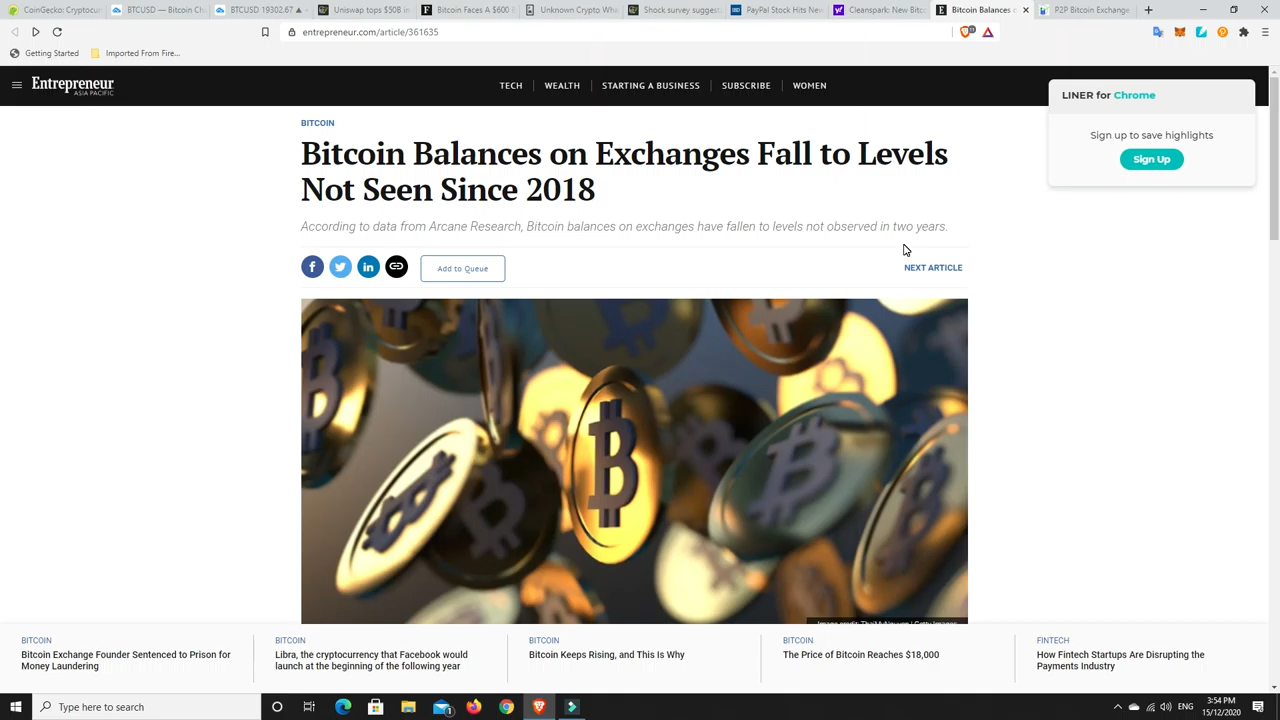 CoinGecko: Cryptocur
BTCUSD — Bitcoin Ch
BTCUSD 19302.67
Uniswap tops $50B in
Bitcoin Faces A $600 B
Unknown Crypto Wha
Shock survey suggest
PayPal Stock Hits Ne
Cleanspark: New Bitc
Bitcoin Balances on
P2P Bitcoin Exchange
entrepreneur.com/article/361635
Getting Started
Imported From Fire...
Entrepreneur
ASIA PACIFIC
TECH
WEALTH
STARTING A BUSINESS
SUBSCRIBE
WOMEN
LINER for Chrome
Sign up to save highlights
Sign Up
BITCOIN
Bitcoin Balances on Exchanges Fall to Levels
Not Seen Since 2018
According to data from Arcane Research, Bitcoin balances on exchanges have fallen to levels not observed in two years.
Add to Queue
NEXT ARTICLE
BITCOIN
Bitcoin Exchange Founder Sentenced to Prison for
Money Laundering
BITCOIN
Libra, the cryptocurrency that Facebook would
launch at the beginning of the following year
BITCOIN
Bitcoin Keeps Rising, and This Is Why
BITCOIN
The Price of Bitcoin Reaches $18,000
FINTECH
How Fintech Startups Are Disrupting the
Payments Industry
Type here to search
ENG
3:54 PM
15/12/2020